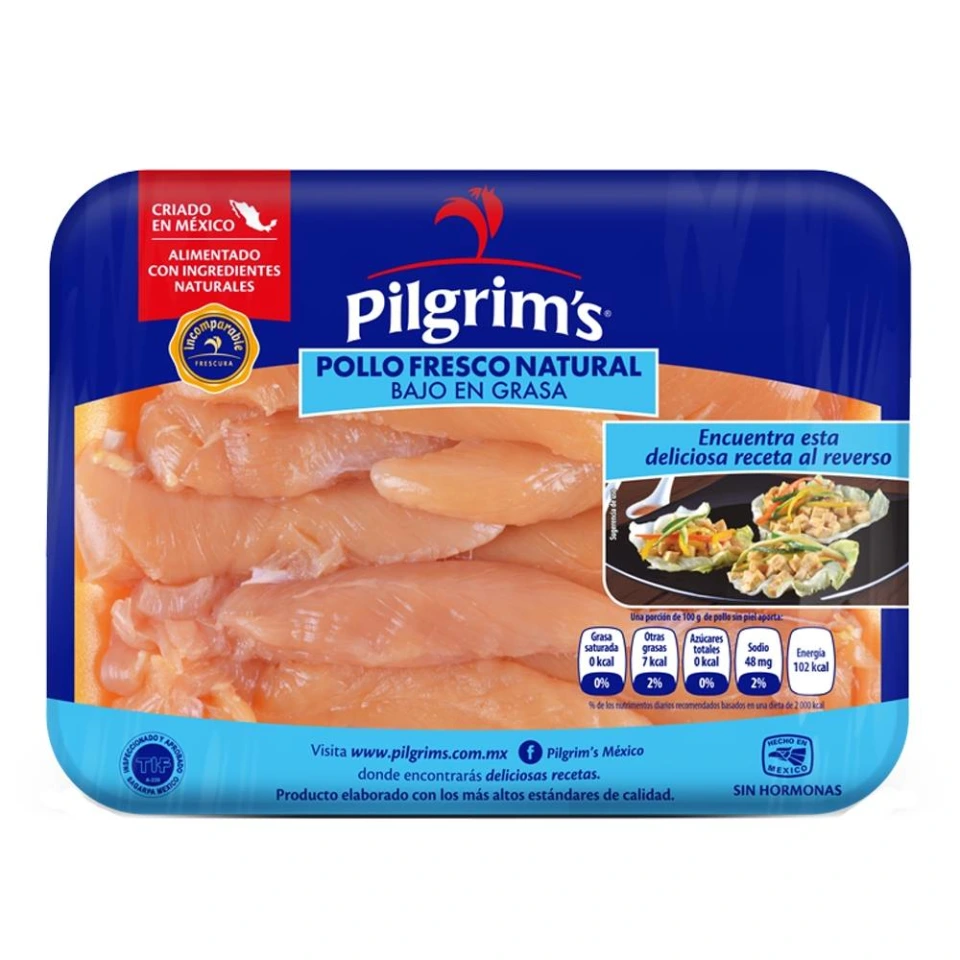 CRIADO
EN MÉXICO
ALIMENTADO
CON INGREDIENTES
NATURALES
incomparable
FRESCURA
Pilgrim's®
POLLO FRESCO NATURAL
BAJO EN GRASA
Encuentra esta
deliciosa receta al reverso
Una porción de 100 g de pollo sin piel aporta:
Grasa
saturada
0 kcal
0%
Otras
grasas
7 kcal
2%
Azúcares
totales
0 kcal
0%
Sodio
48 mg
2%
Energía
102 kcal
% de los nutrimentos diarios recomendados basados en una dieta de 2 000 kcal
INSPECCIONADO Y APROBADO
TIF
SAGARPA MÉXICO
Visita www.pilgrims.com.mx
f Pilgrim's México
donde encontrarás deliciosas recetas.
Producto elaborado con los más altos estándares de calidad.
HECHO EN
MÉXICO
SIN HORMONAS